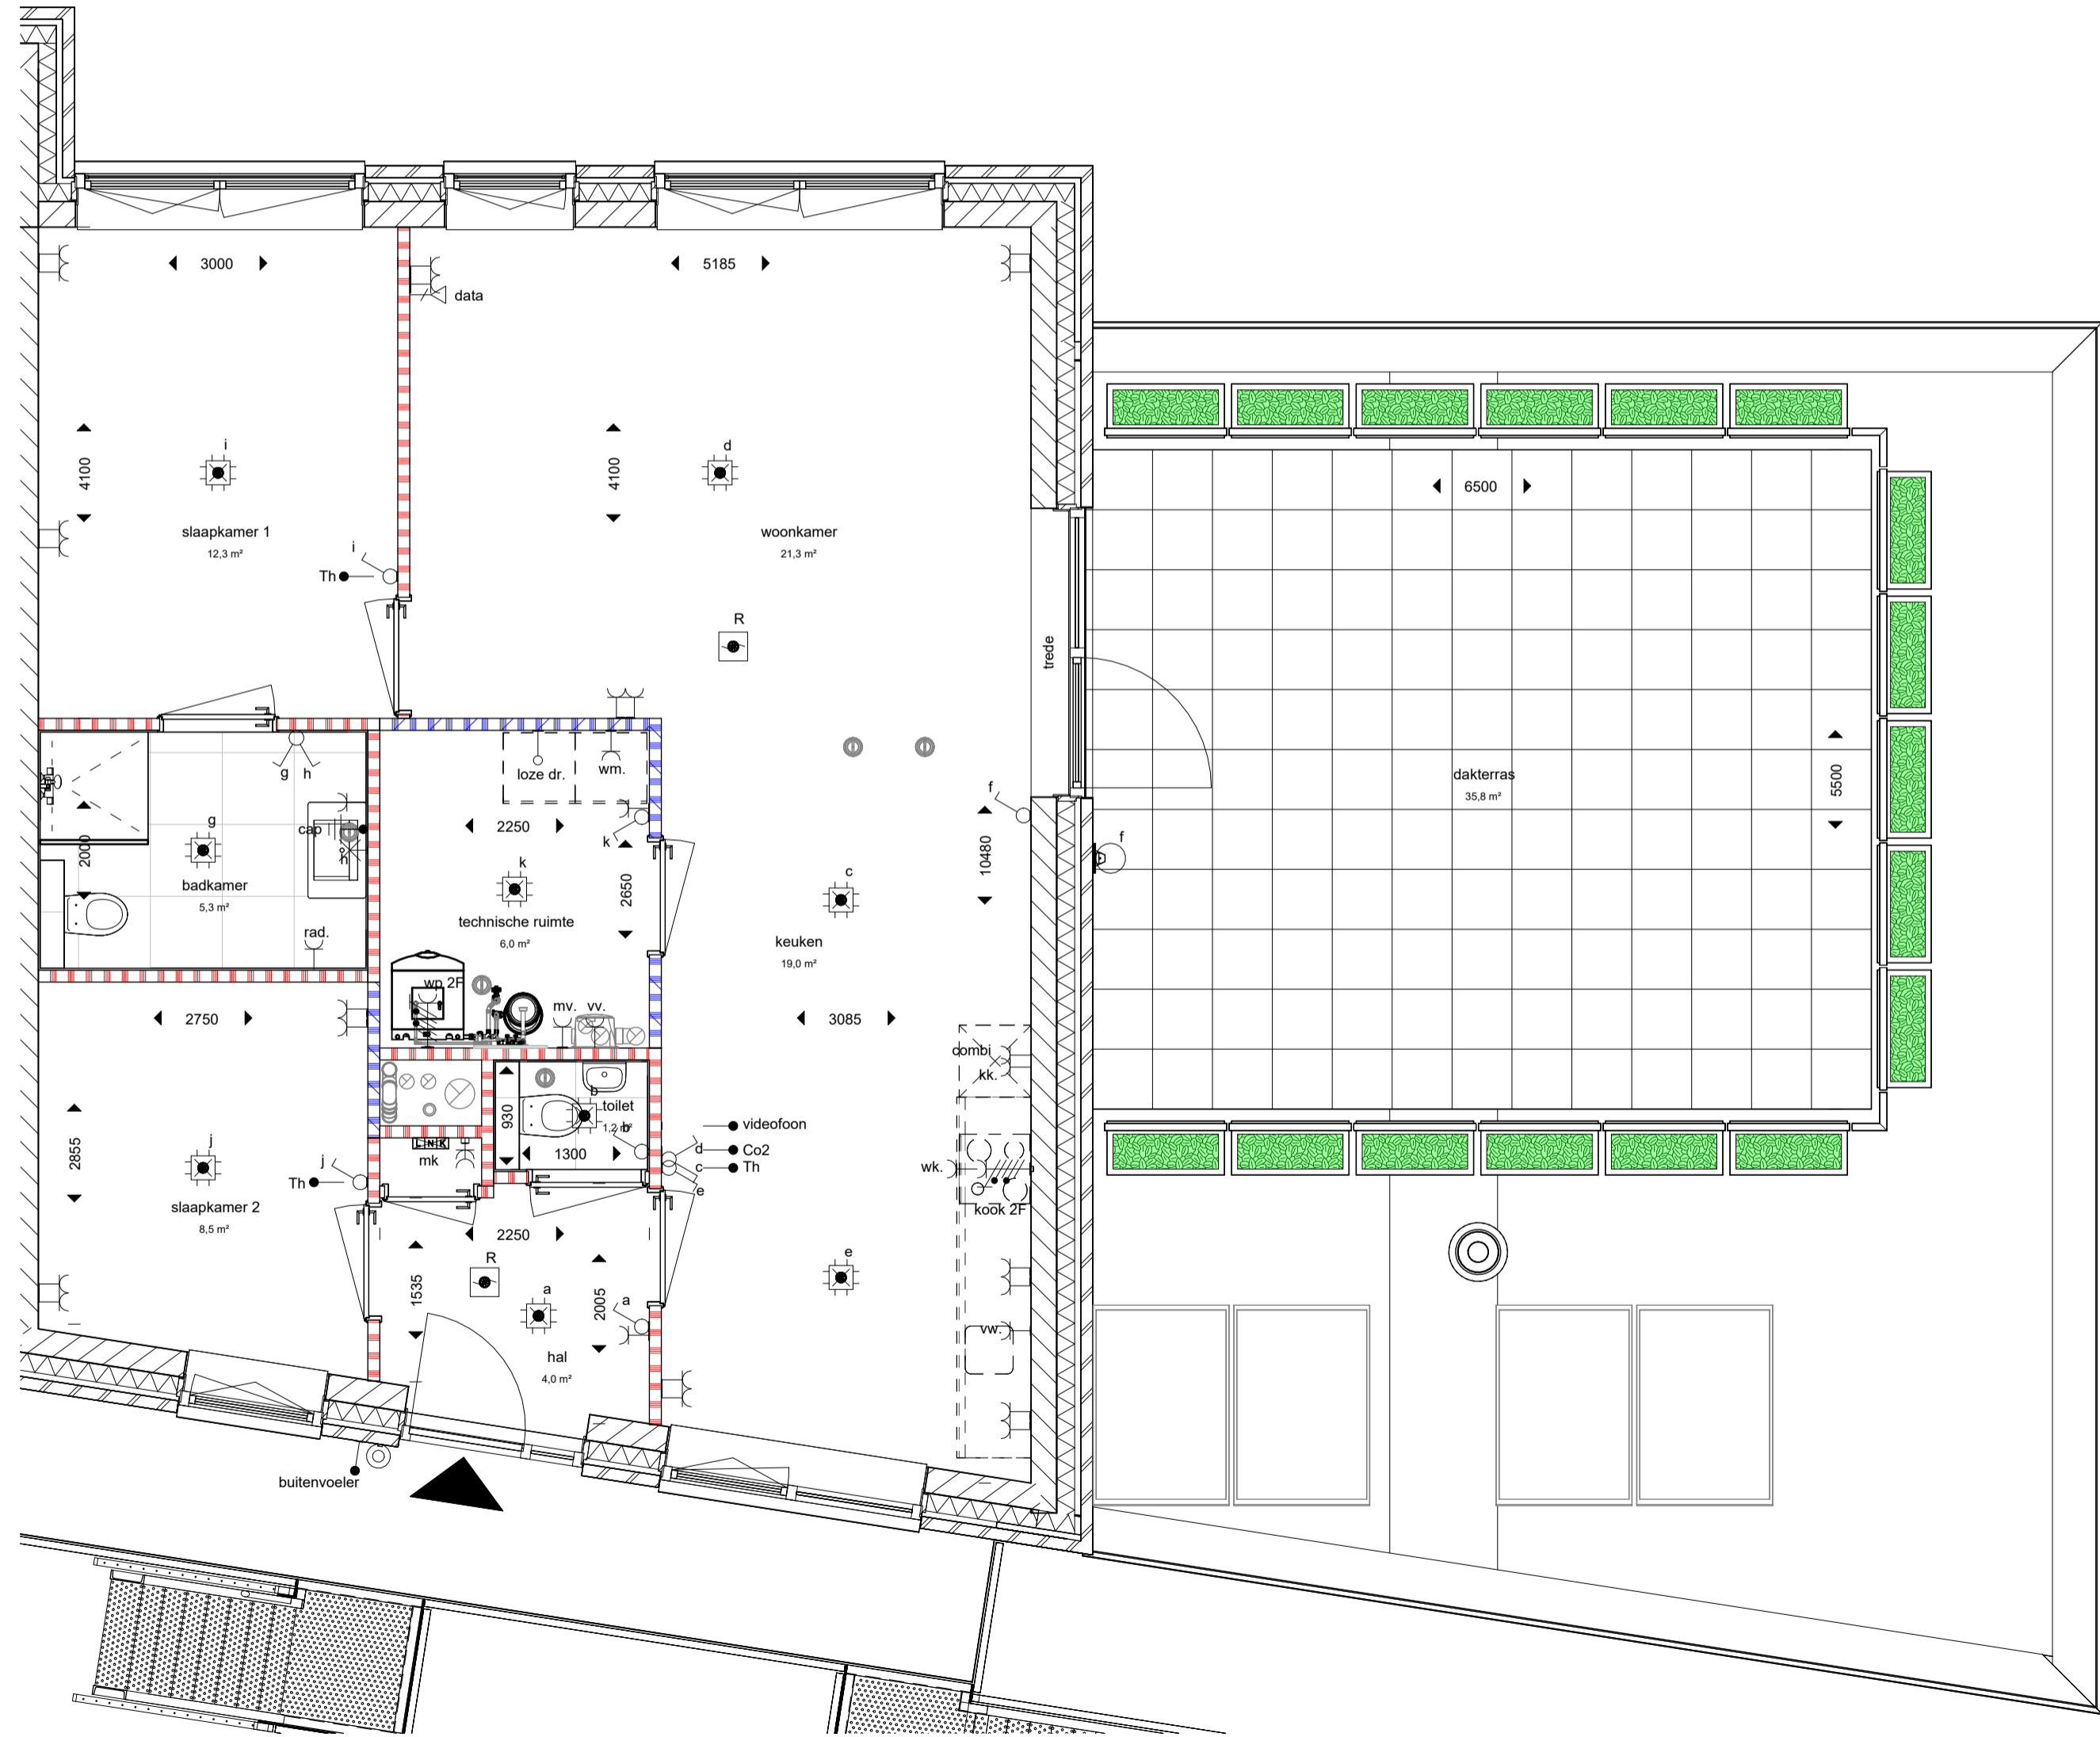 3000
5185
data
i
d
4100
4100
6500
slaapkamer 1
12,3 m²
woonkamer
21,3 m²
i
Th
R
trede
g h
loze dr.
wm.
f
dakterras
35,8 m²
5500
cap
g
2000
h
badkamer
5,3 m²
2250
k
k
2650
10480
f
c
technische ruimte
6,0 m²
keuken
19,0 m²
rad.
wp 2F
mv. vv.
2750
3085
combi
kk.
b
toilet
1,2 m²
b
930
1300
videofoon
d Co2
c Th
e
wk.
kook 2F
LNK
mk
j
j
Th
2855
slaapkamer 2
8,5 m²
2250
R
1535
a
2005
a
e
vw.
hal
4,0 m²
buitenvoeler